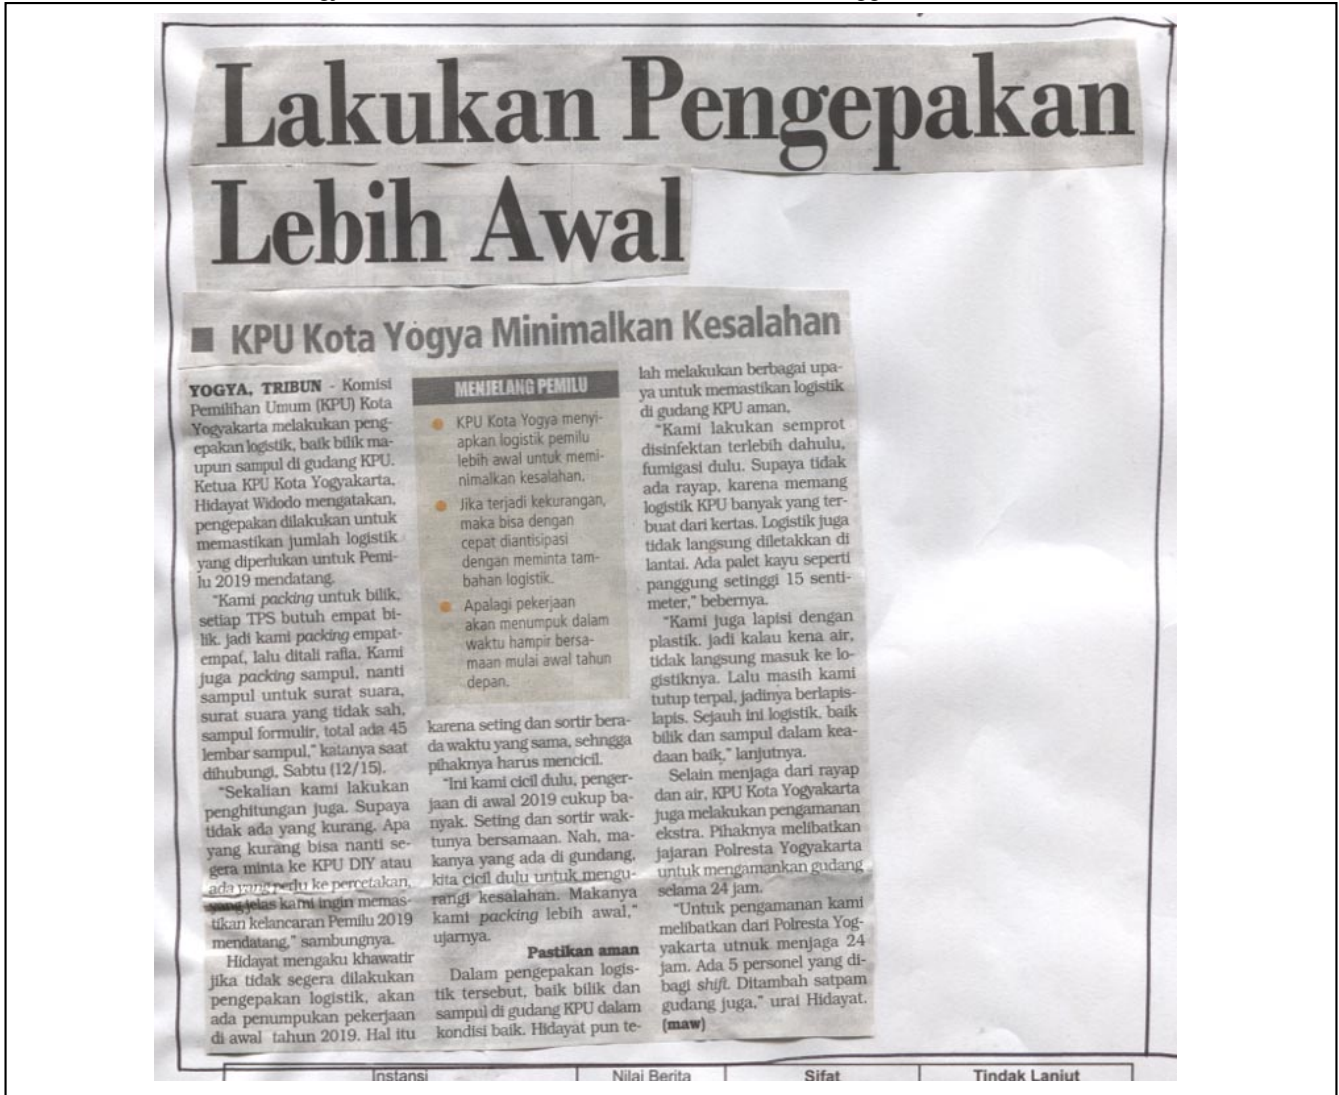 Lakukan Pengepakan
Lebih Awal
■ KPU Kota Yogya Minimalkan Kesalahan
YOGYA, TRIBUN - Komisi
Pemilihan Umum (KPU) Kota
Yogyakarta melakukan peng-
epakan logistik, baik bilik ma-
upun sampul di gudang KPU.
Ketua KPU Kota Yogyakarta,
Hidayat Widodo mengatakan,
pengepakan dilakukan untuk
memastikan jumlah logistik
yang diperlukan untuk Pemi-
lu 2019 mendatang.
"Kami packing untuk bilik,
setiap TPS butuh empat bi-
lik. jadi kami packing empat-
empaf, lalu ditali rafia. Kami
juga packing sampul, nanti
sampul untuk surat suara,
surat suara yang tidak sah,
sampul formulir, total ada 45
lembar sampul," katanya saat
dihubungi, Sabtu (12/15).
"Sekalian kami lakukan
penghitungan juga. Supaya
tidak ada yang kurang. Apa
yang kurang bisa nanti se-
gera minta ke KPU DIY atau
ada yang perlu ke percetakan,
yang jelas kami ingin memas-
tikan kelancaran Pemilu 2019
mendatang," sambungnya.
Hidayat mengaku khawatir
jika tidak segera dilakukan
pengepakan logistik, akan
ada penumpukan pekerjaan
di awal tahun 2019. Hal itu
MENJELANG PEMILU
● KPU Kota Yogya menyi-
apkan logistik pemilu
lebih awal untuk memi-
nimalkan kesalahan.
● Jika terjadi kekurangan,
maka bisa dengan
cepat diantisipasi
dengan meminta tam-
bahan logistik.
● Apalagi pekerjaan
akan menumpuk dalam
waktu hampir bersa-
maan mulai awal tahun
depan.
karena seting dan sortir bera-
da waktu yang sama, sehngga
pihaknya harus mencicil.
"Ini kami cicil dulu, penger-
jaan di awal 2019 cukup ba-
nyak. Seting dan sortir wak-
tunya bersamaan. Nah, ma-
kanya yang ada di gundang,
kita cicil dulu untuk mengu-
rangi kesalahan. Makanya
kami packing lebih awal,"
ujarnya.
Pastikan aman
Dalam pengepakan logis-
tik tersebut, baik bilik dan
sampul di gudang KPU dalam
kondisi baik. Hidayat pun te-
lah melakukan berbagai upa-
ya untuk memastikan logistik
di gudang KPU aman.
"Kami lakukan semprot
disinfektan terlebih dahulu,
fumigasi dulu. Supaya tidak
ada rayap, karena memang
logistik KPU banyak yang ter-
buat dari kertas. Logistik juga
tidak langsung diletakkan di
lantai. Ada palet kayu seperti
panggung setinggi 15 senti-
meter," bebernya.
"Kami juga lapisi dengan
plastik. jadi kalau kena air,
tidak langsung masuk ke lo-
gistiknya. Lalu masih kami
tutup terpal, jadinya berlapis-
lapis. Sejauh ini logistik, baik
bilik dan sampul dalam kea-
daan baik," lanjutnya.
Selain menjaga dari rayap
dan air, KPU Kota Yogyakarta
juga melakukan pengamanan
ekstra. Pihaknya melibatkan
jajaran Polresta Yogyakarta
untuk mengamankan gudang
selama 24 jam.
"Untuk pengamanan kami
melibatkan dari Polresta Yog-
yakarta utnuk menjaga 24
jam. Ada 5 personel yang di-
bagi shift. Ditambah satpam
gudang juga," urai Hidayat.
(maw)
Instansi Nilai Berita Sifat Tindak Lanjut